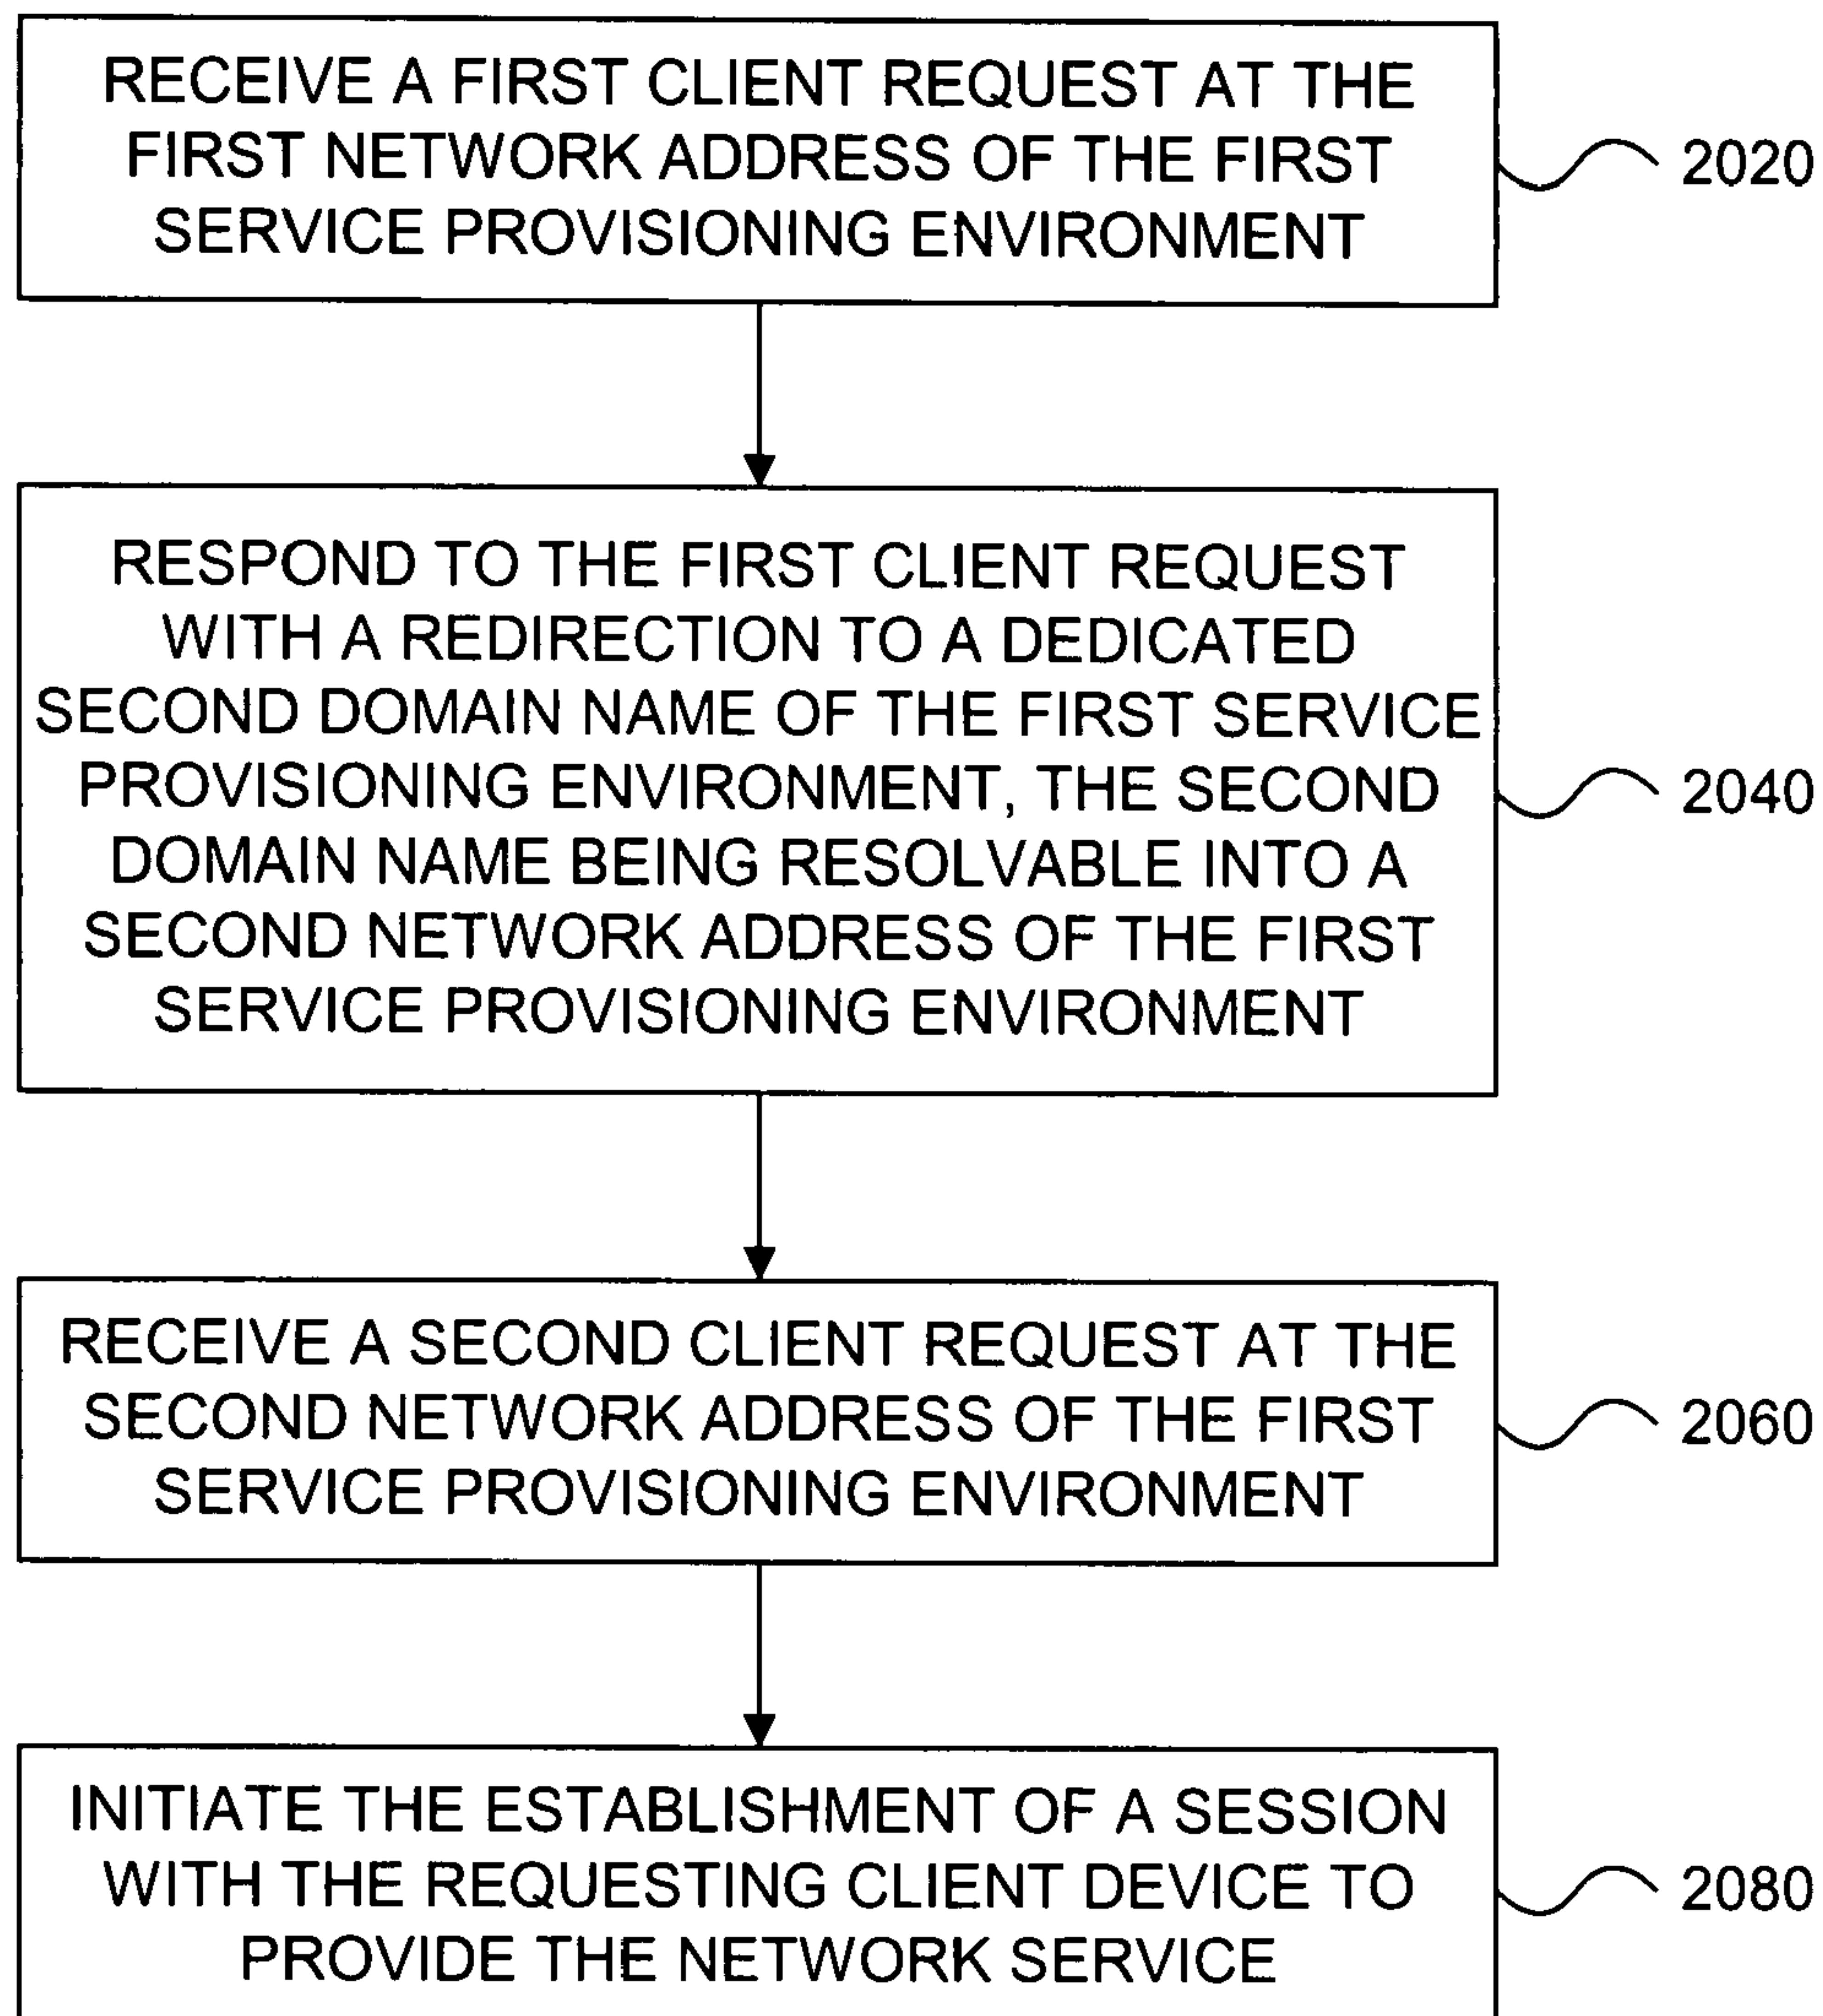 RECEIVE A FIRST CLIENT REQUEST AT THE
FIRST NETWORK ADDRESS OF THE FIRST
SERVICE PROVISIONING ENVIRONMENT
2020
RESPOND TO THE FIRST CLIENT REQUEST
WITH A REDIRECTION TO A DEDICATED
SECOND DOMAIN NAME OF THE FIRST SERVICE
PROVISIONING ENVIRONMENT, THE SECOND
DOMAIN NAME BEING RESOLVABLE INTO A
SECOND NETWORK ADDRESS OF THE FIRST
SERVICE PROVISIONING ENVIRONMENT
2040
RECEIVE A SECOND CLIENT REQUEST AT THE
SECOND NETWORK ADDRESS OF THE FIRST
SERVICE PROVISIONING ENVIRONMENT
2060
INITIATE THE ESTABLISHMENT OF A SESSION
WITH THE REQUESTING CLIENT DEVICE TO
PROVIDE THE NETWORK SERVICE
2080